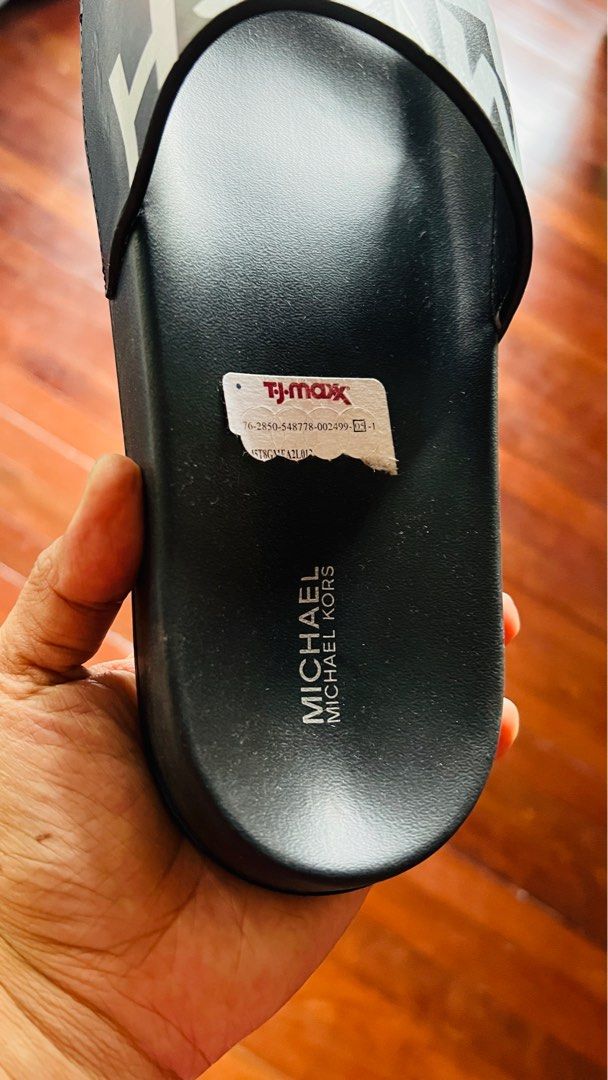 T·J·maxx
76-2850-548778-002499-05-1
MICHAEL
MICHAEL KORS